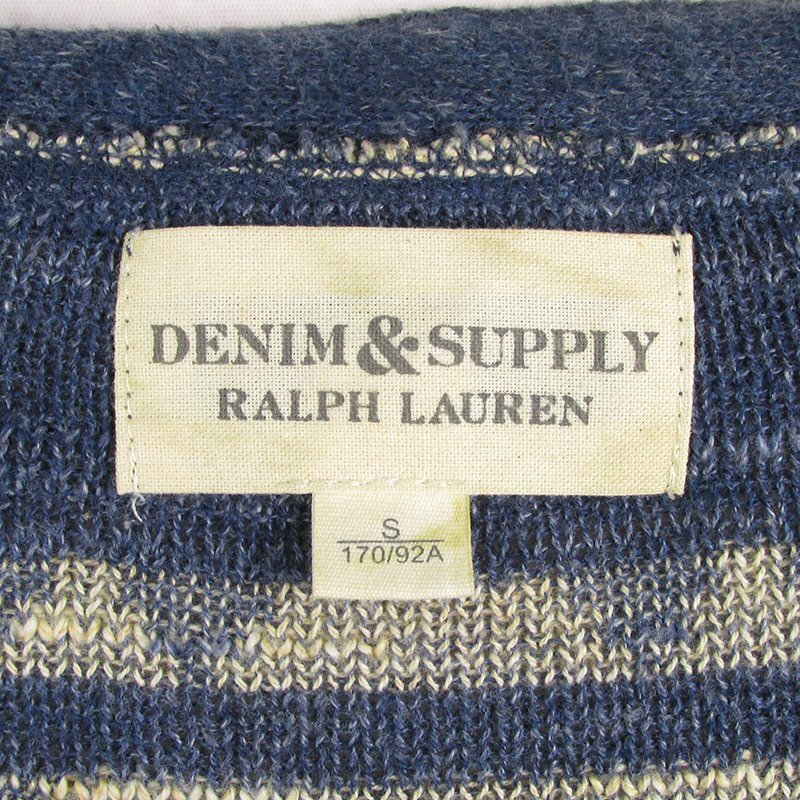 DENIM & SUPPLY
RALPH LAUREN
S
170/92A